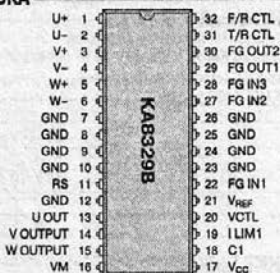 U+ 1 32 F/R CTL
U- 2 31 T/R CTL
V+ 3 30 FG OUT2
V- 4 29 FG OUT1
W+ 5 28 FG IN3
W- 6 27 FG IN2
GND 7 26 GND
GND 8 25 GND
GND 9 24 GND
GND 10 23 GND
RS 11 22 FG IN1
GND 12 21 VREF
U OUT 13 20 VCTL
V OUTPUT 14 19 I LIM1
W OUTPUT 15 18 C1
VM 16 17 VCC
KA8329B